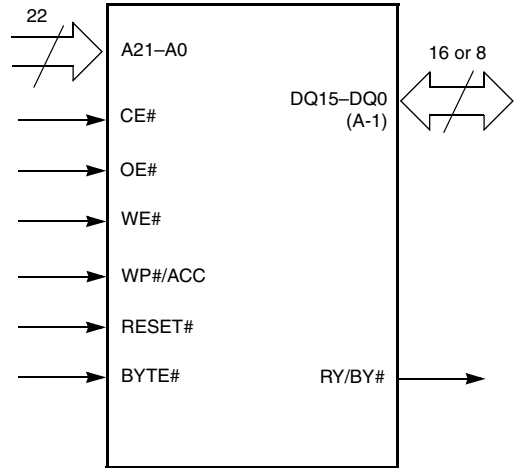 22
A21–A0
16 or 8
DQ15–DQ0
(A-1)
CE#
OE#
WE#
WP#/ACC
RESET#
BYTE#
RY/BY#